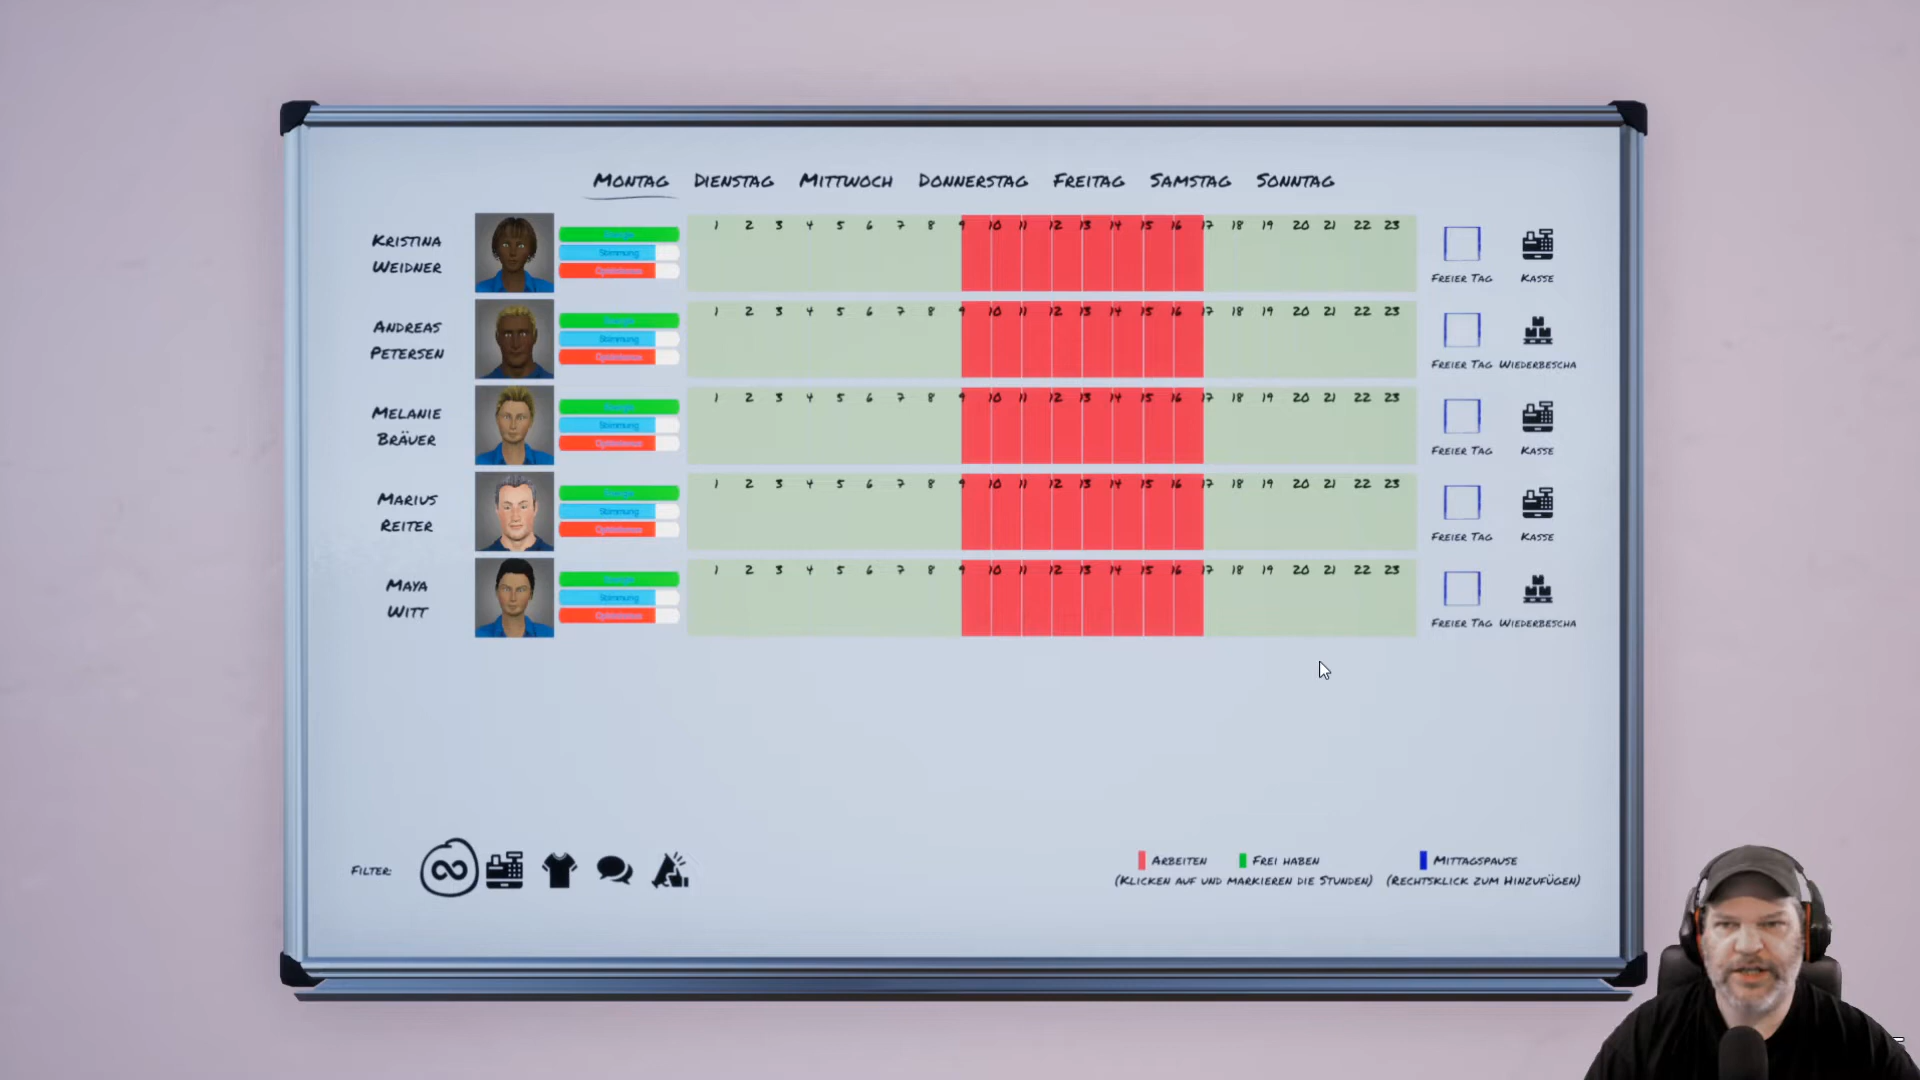 MONTAG DIENSTAG MITTWOCH DONNERSTAG FREITAG SAMSTAG SONNTAG
KRISTINA
WEIDNER
Stimmung
1 2 3 4 5 6 7 8 9 10 11 12 13 14 15 16 17 18 19 20 21 22 23
FREIER TAG KASSE
ANDREAS
PETERSEN
Stimmung
1 2 3 4 5 6 7 8 9 10 11 12 13 14 15 16 17 18 19 20 21 22 23
FREIER TAG WIEDERBESCHA
MELANIE
BRÄUER
Stimmung
1 2 3 4 5 6 7 8 9 10 11 12 13 14 15 16 17 18 19 20 21 22 23
FREIER TAG KASSE
MARIUS
REITER
Stimmung
1 2 3 4 5 6 7 8 9 10 11 12 13 14 15 16 17 18 19 20 21 22 23
FREIER TAG KASSE
MAYA
WITT
Stimmung
1 2 3 4 5 6 7 8 9 10 11 12 13 14 15 16 17 18 19 20 21 22 23
FREIER TAG WIEDERBESCHA
FILTER:
ARBEITEN FREI HABEN MITTAGSPAUSE
(KLICKEN AUF UND MARKIEREN DIE STUNDEN) (RECHTSKLICK ZUM HINZUFÜGEN)